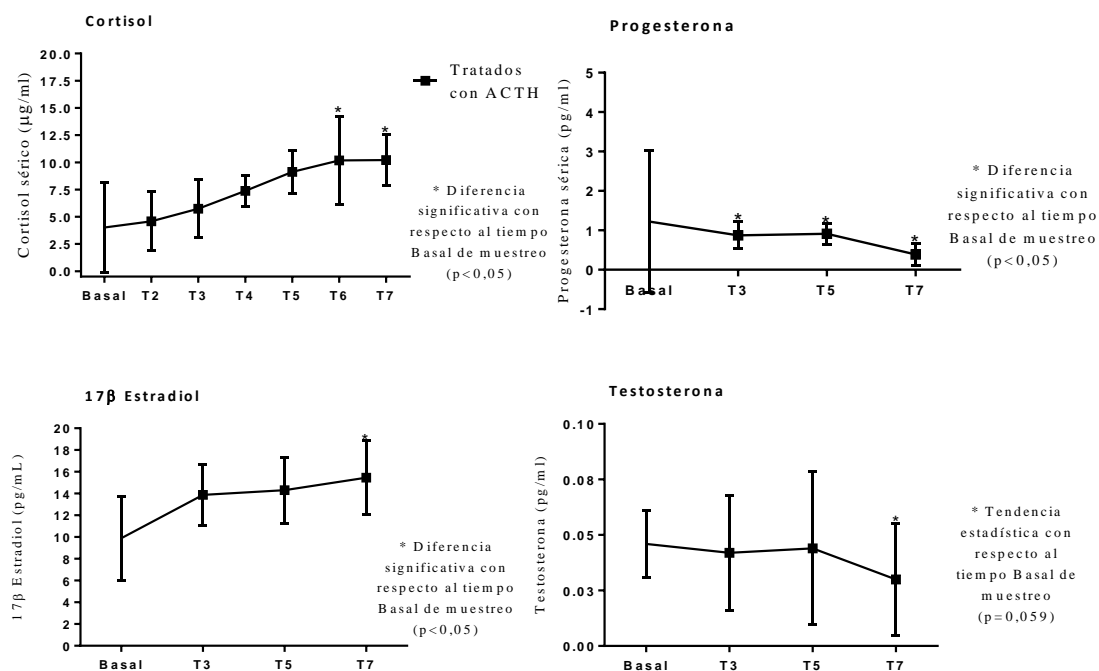 Cortisol
Cortisol sérico (µg/ml)
20.0
17.5
15.0
12.5
10.0
7.5
5.0
2.5
0.0
Basal T2 T3 T4 T5 T6 T7
*
*
Tratados
con ACTH
* Diferencia
significativa con
respecto al tiempo
Basal de muestreo
(p<0,05)
Progesterona
Progesterona sérica (pg/ml)
5
4
3
2
1
0
-1
Basal T3 T5 T7
*
*
*
* Diferencia
significativa con
respecto al tiempo
Basal de muestreo
(p<0,05)
17β Estradiol
17β Estradiol (pg/mL)
20
18
16
14
12
10
8
6
4
2
0
Basal T3 T5 T7
*
* Diferencia
significativa con
respecto al tiempo
Basal de muestreo
(p<0,05)
Testosterona
Testosterona (pg/ml)
0.10
0.08
0.05
0.03
0.00
Basal T3 T5 T7
*
* Tendencia
estadística con
respecto al
tiempo Basal de
muestreo
(p=0,059)